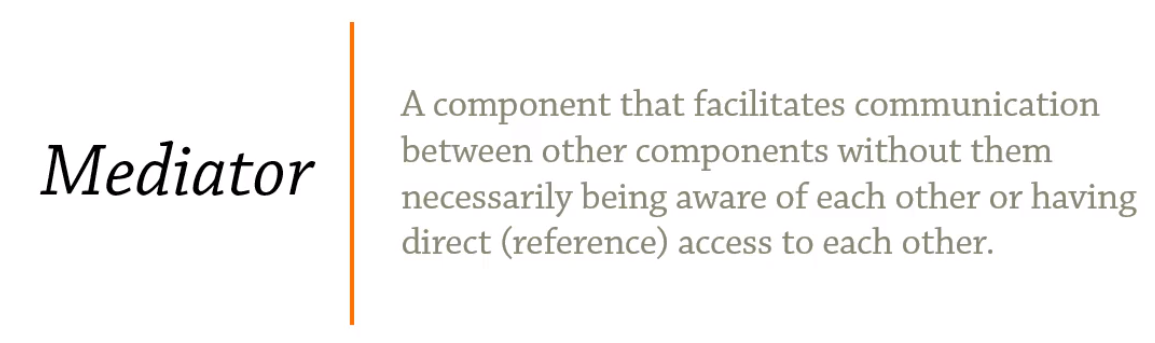 Mediator
A component that facilitates communication
between other components without them
necessarily being aware of each other or having
direct (reference) access to each other.